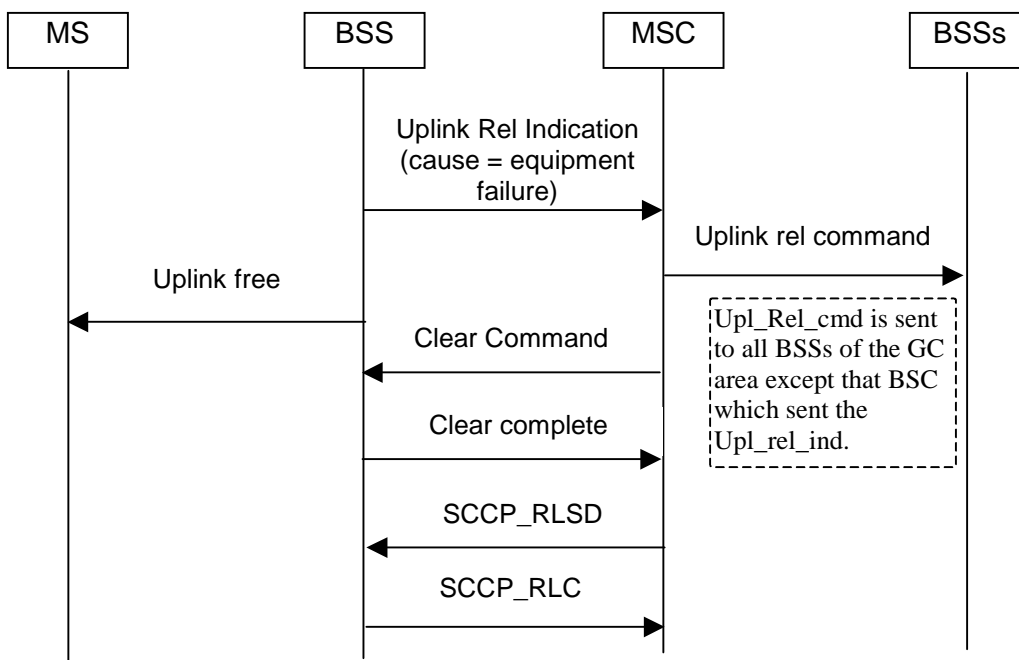 MS
BSS
MSC
BSSs
Uplink Rel Indication
(cause = equipment
failure)
Uplink rel command
Uplink free
Upl_Rel_cmd is sent
to all BSSs of the GC
area except that BSC
which sent the
Upl_rel_ind.
Clear Command
Clear complete
SCCP_RLSD
SCCP_RLC